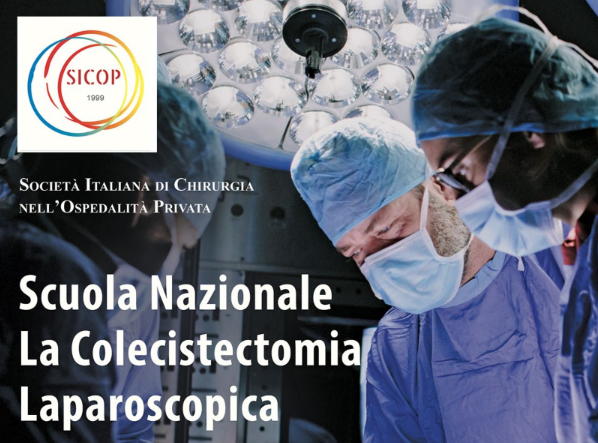 SICOP
1999
Società Italiana di Chirurgia
nell'Ospedalità Privata
Scuola Nazionale
La Colecistectomia
Laparoscopica